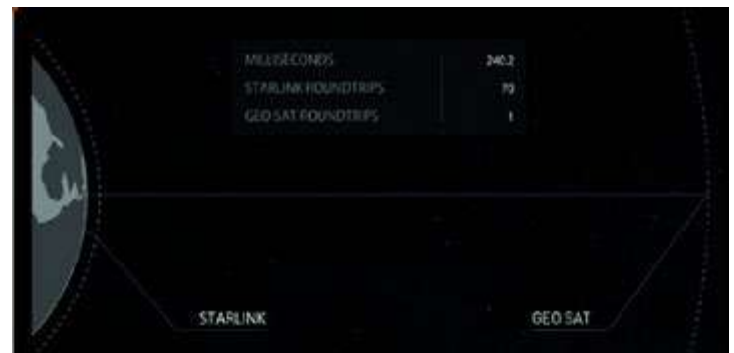 MILLISECONDS 240.2
STARLINK ROUNDTRIPS 70
GEO SAT ROUNDTRIPS 1
STARLINK
GEO SAT